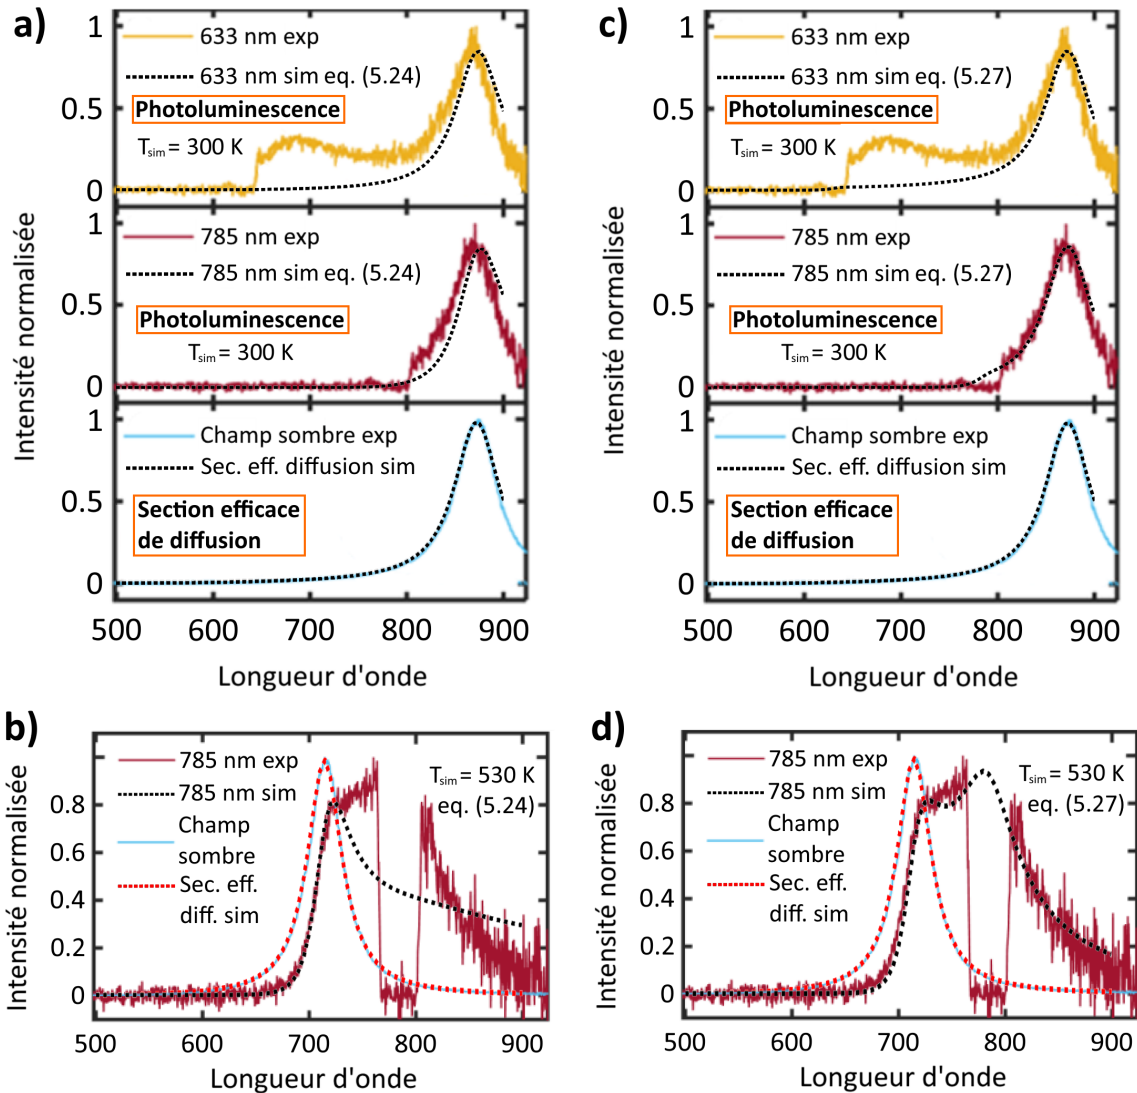 a)
1
0.5
0
633 nm exp
633 nm sim eq. (5.24)
Photoluminescence
Tsim = 300 K
1
0.5
0
785 nm exp
785 nm sim eq. (5.24)
Photoluminescence
Tsim = 300 K
1
0.5
0
Champ sombre exp
Sec. eff. diffusion sim
Section efficace
de diffusion
Intensité normalisée
500 600 700 800 900
Longueur d'onde
c)
1
0.5
0
633 nm exp
633 nm sim eq. (5.27)
Photoluminescence
Tsim = 300 K
1
0.5
0
785 nm exp
785 nm sim eq. (5.27)
Photoluminescence
Tsim = 300 K
1
0.5
0
Champ sombre exp
Sec. eff. diffusion sim
Section efficace
de diffusion
Intensité normalisée
500 600 700 800 900
Longueur d'onde
b)
785 nm exp
785 nm sim
Champ
sombre
Sec. eff.
diff. sim
Tsim = 530 K
eq. (5.24)
0.8
0.6
0.4
0.2
0
Intensité normalisée
500 600 700 800 900
Longueur d'onde
d)
785 nm exp
785 nm sim
Champ
sombre
Sec. eff.
diff. sim
Tsim = 530 K
eq. (5.27)
0.8
0.6
0.4
0.2
0
Intensité normalisée
500 600 700 800 900
Longueur d'onde